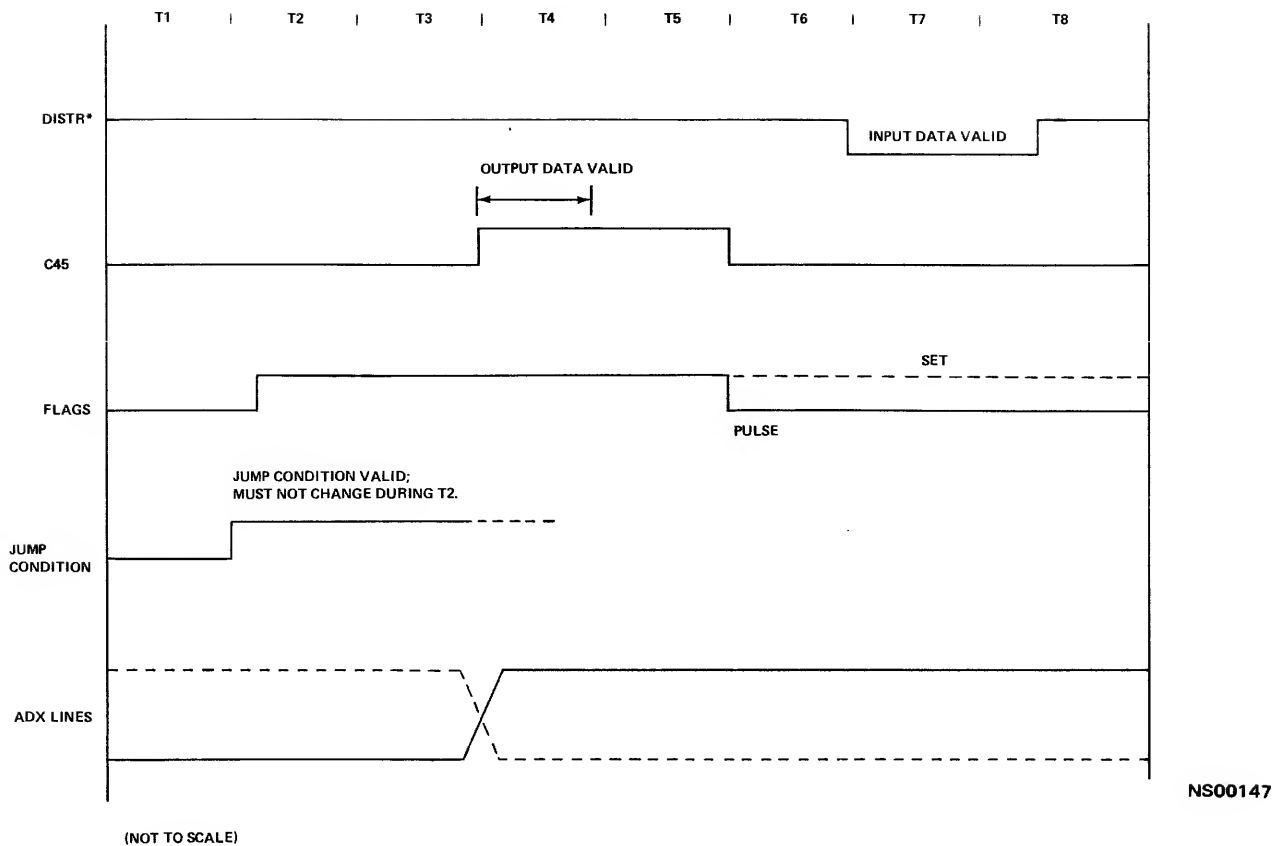 T1 | T2 | T3 | T4 | T5 | T6 | T7 | T8
DISTR*
INPUT DATA VALID
OUTPUT DATA VALID
C45
SET
FLAGS
PULSE
JUMP CONDITION VALID;
MUST NOT CHANGE DURING T2.
JUMP
CONDITION
ADX LINES
NS00147
(NOT TO SCALE)